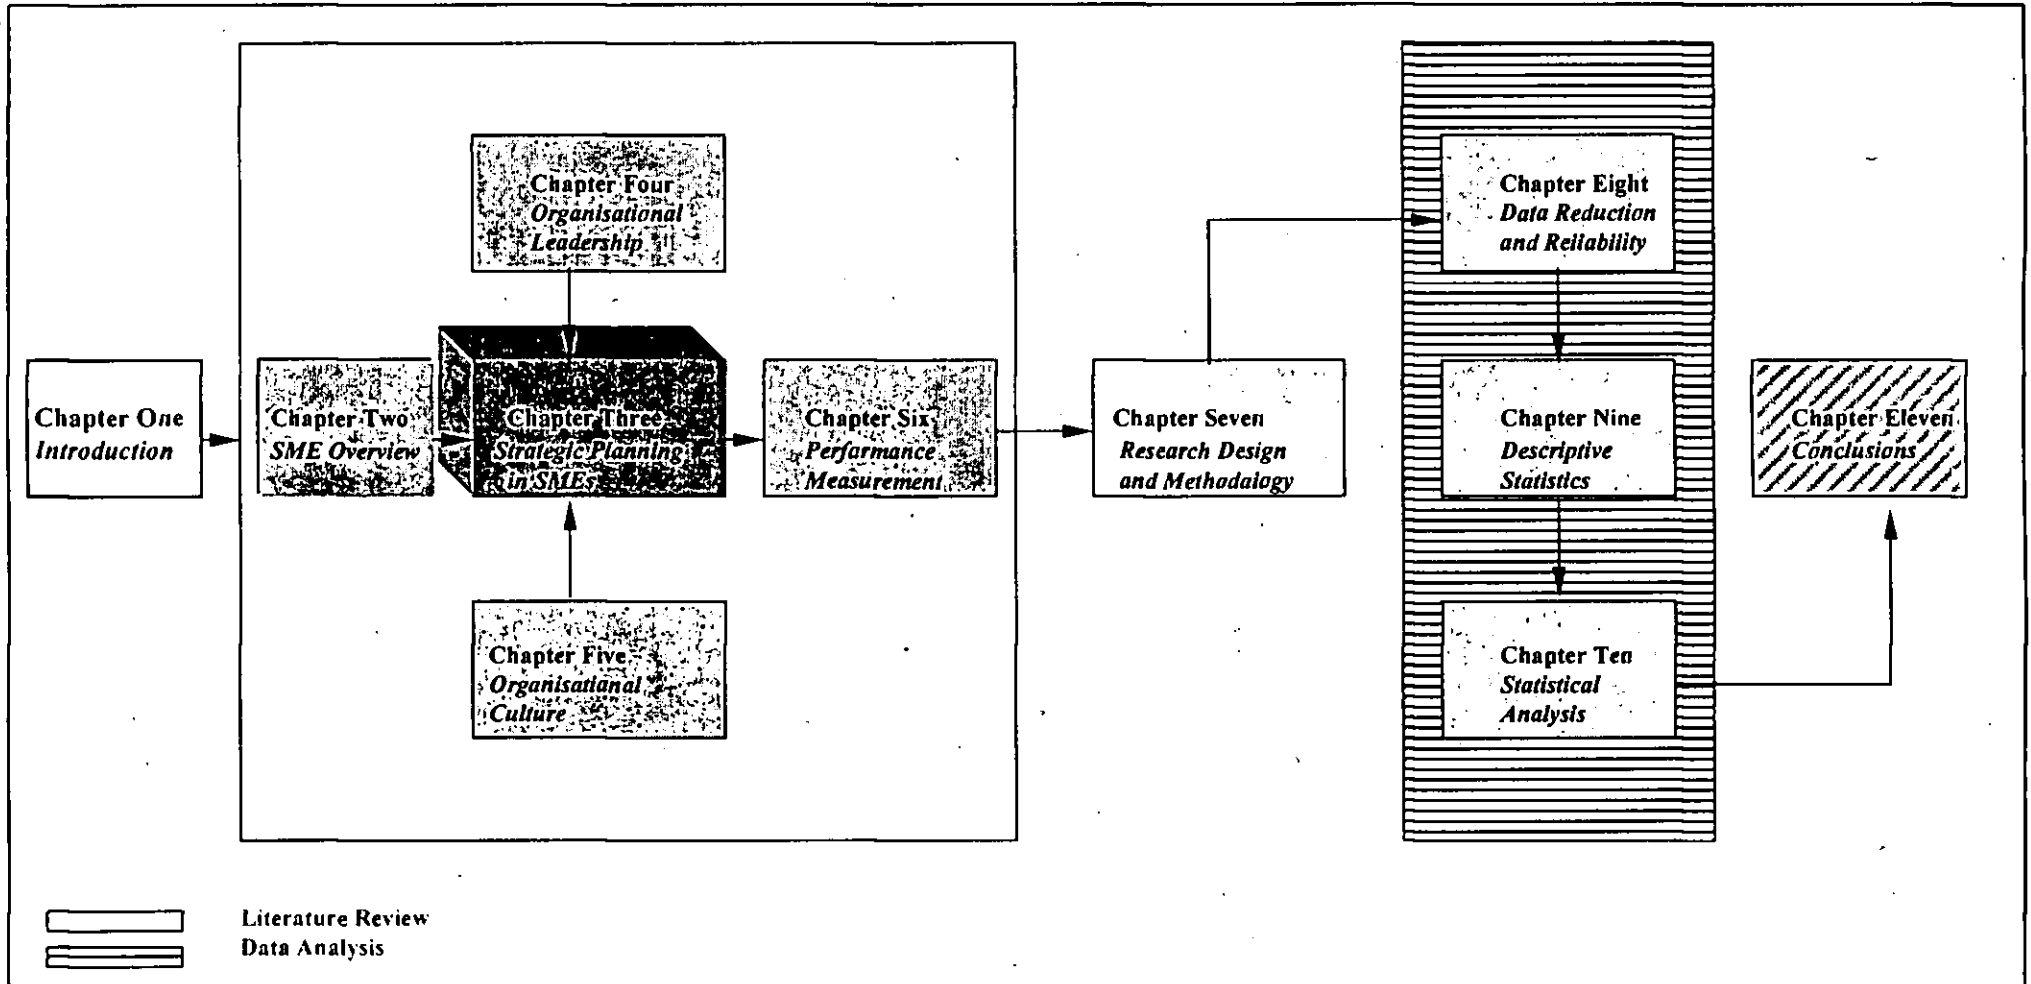 Chapter Four
Organisational
Leadership
Chapter One
Introduction
Chapter Two
SME Overview
Chapter Three
Strategic Planning
in SMEs
Chapter Six
Performance
Measurement
Chapter Five
Organisational
Culture
Chapter Seven
Research Design
and Methodology
Chapter Eight
Data Reduction
and Reliability
Chapter Nine
Descriptive
Statistics
Chapter Ten
Statistical
Analysis
Chapter Eleven
Conclusions
Literature Review
Data Analysis